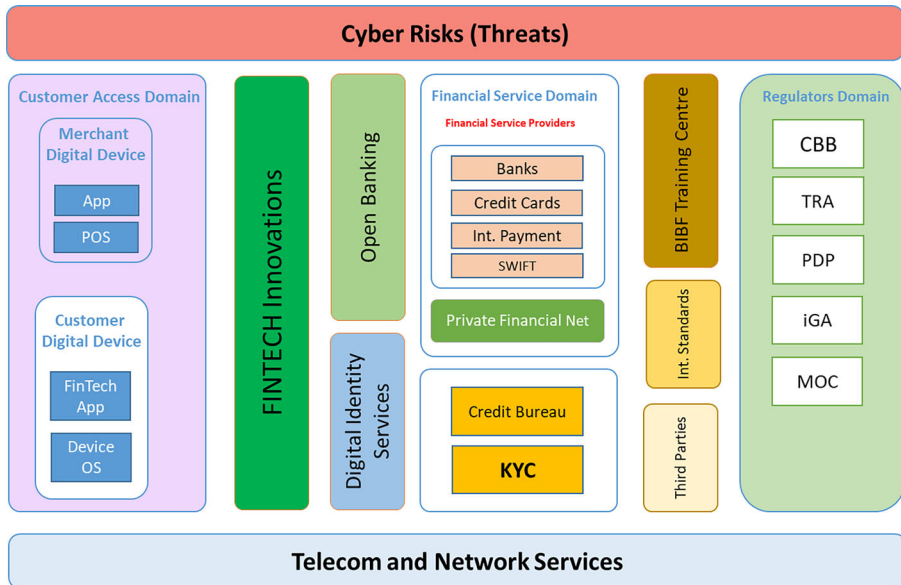 Cyber Risks (Threats)
Customer Access Domain
Merchant
Digital Device
App
POS
Customer
Digital Device
FinTech
App
Device
OS
FINTECH Innovations
Open Banking
Digital Identity
Services
Financial Service Domain
Financial Service Providers
Banks
Credit Cards
Int. Payment
SWIFT
Private Financial Net
Credit Bureau
KYC
BIBF Training Centre
Int. Standards
Third Parties
Regulators Domain
CBB
TRA
PDP
iGA
MOC
Telecom and Network Services